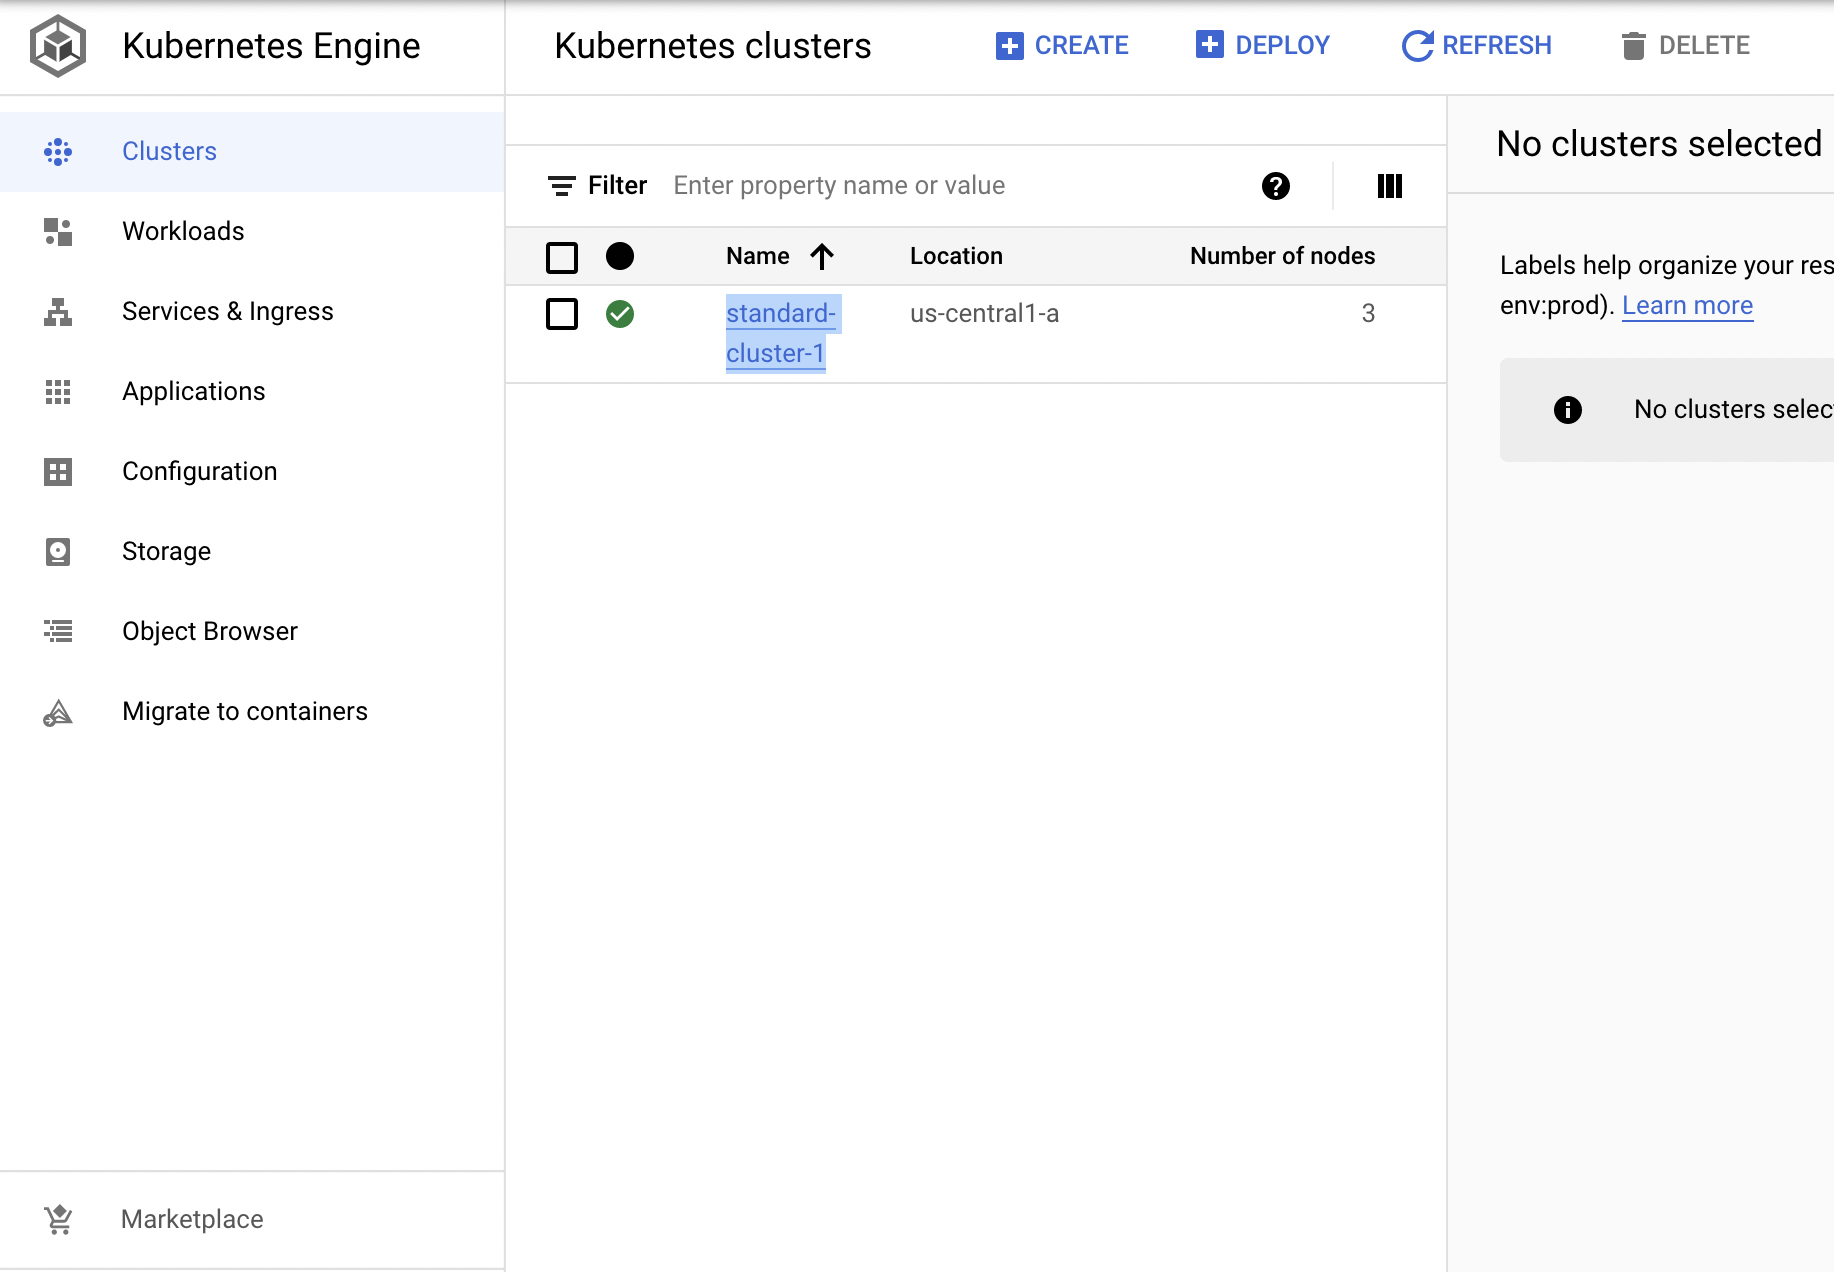 Kubernetes Engine
Kubernetes clusters
CREATE
DEPLOY
REFRESH
DELETE
Clusters
Workloads
Services & Ingress
Applications
Configuration
Storage
Object Browser
Migrate to containers
Marketplace
Filter
Enter property name or value
Name
Location
Number of nodes
standard-
cluster-1
us-central1-a
3
No clusters selected
Labels help organize your
env:prod). Learn more
No clusters